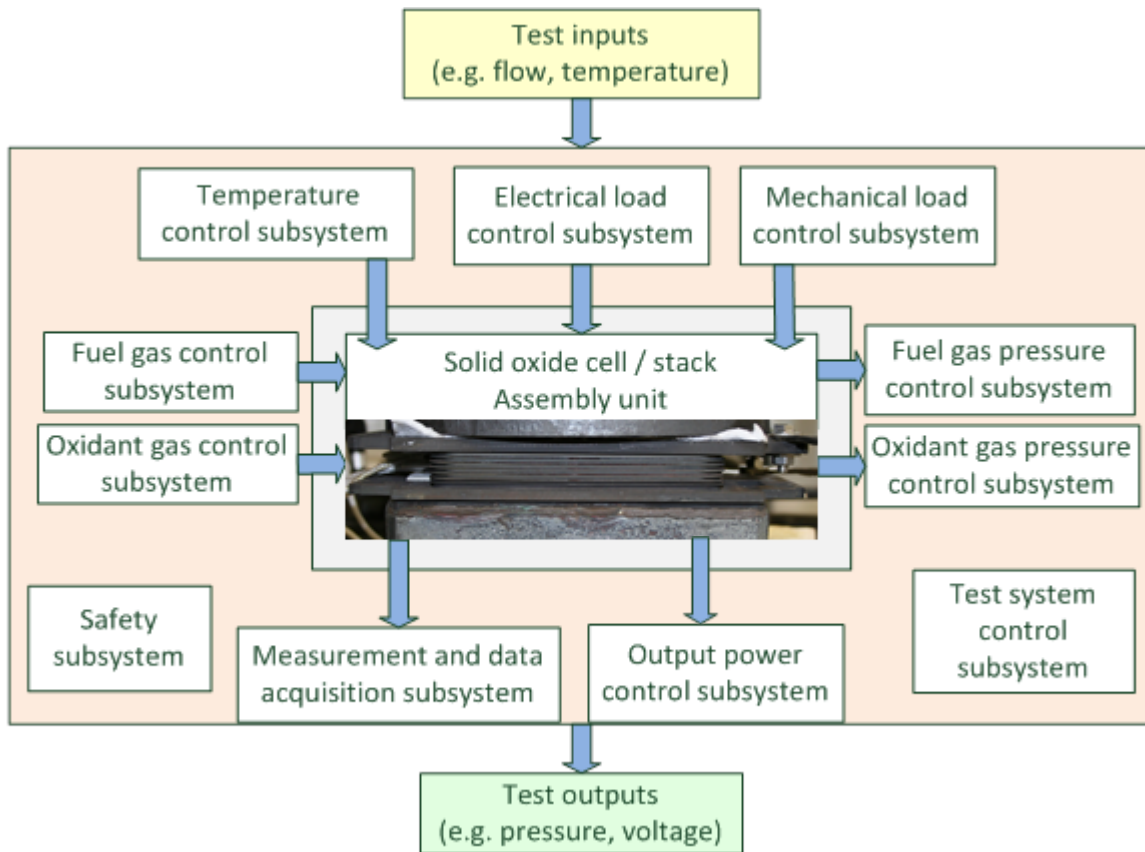 Test inputs
(e.g. flow, temperature)
Temperature
control subsystem
Electrical load
control subsystem
Mechanical load
control subsystem
Fuel gas control
subsystem
Solid oxide cell / stack
Assembly unit
Fuel gas pressure
control subsystem
Oxidant gas control
subsystem
Oxidant gas pressure
control subsystem
Safety
subsystem
Measurement and data
acquisition subsystem
Output power
control subsystem
Test system
control
subsystem
Test outputs
(e.g. pressure, voltage)